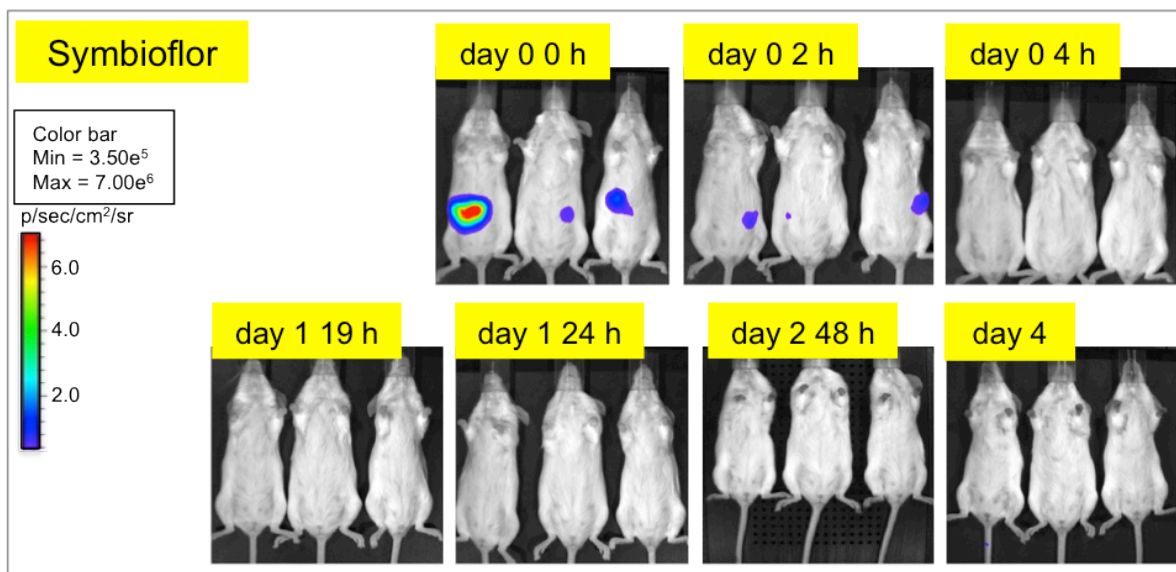 Symbioflor
day 0 0 h
day 0 2 h
day 0 4 h
Color bar
Min = 3.50e⁵
Max = 7.00e⁶
p/sec/cm²/sr
6.0
4.0
2.0
day 1 19 h
day 1 24 h
day 2 48 h
day 4